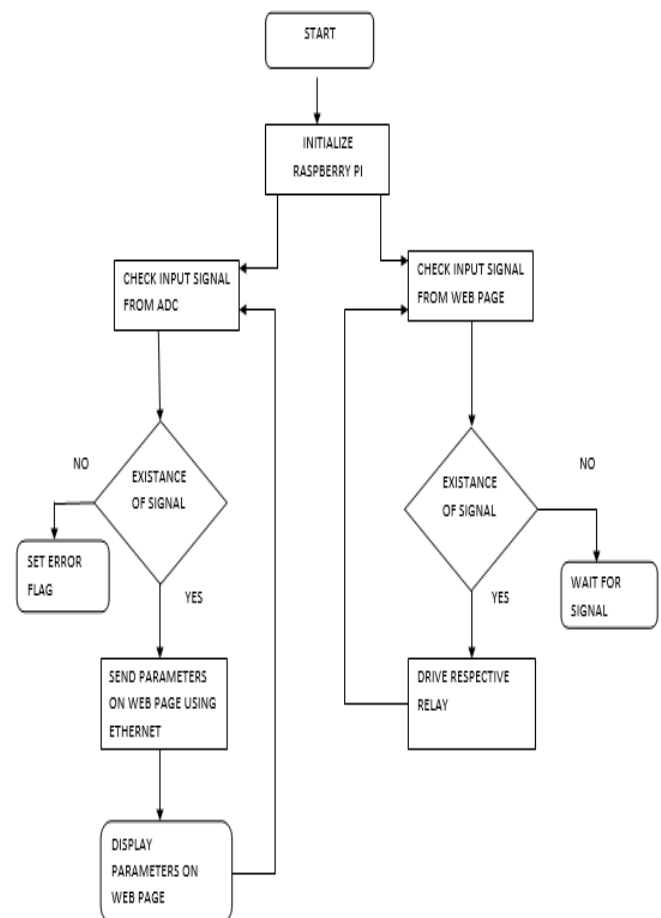 START
INITIALIZE
RASPBERRY PI
CHECK INPUT SIGNAL
FROM ADC
CHECK INPUT SIGNAL
FROM WEB PAGE
NO
EXISTANCE
OF SIGNAL
EXISTANCE
OF SIGNAL
NO
SET ERROR
FLAG
YES
YES
WAIT FOR
SIGNAL
SEND PARAMETERS
ON WEB PAGE USING
ETHERNET
DRIVE RESPECTIVE
RELAY
DISPLAY
PARAMETERS ON
WEB PAGE